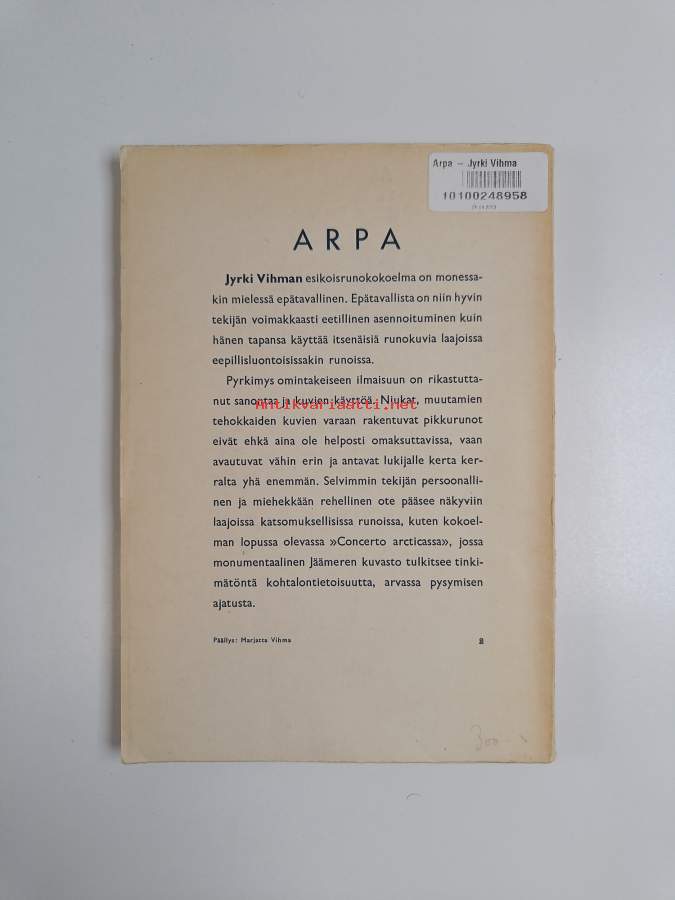 Arpa – Jyrki Vihma
10100248958
ARPA
Jyrki Vihman esikoisrunokokoelma on monessa-
kin mielessä epätavallinen. Epätavallista on niin hyvin
tekijän voimakkaasti eetillinen asennoituminen kuin
hänen tapansa käyttää itsenäisiä runokuvia laajoissa
eepillisluontoisissakin runoissa.
Pyrkimys omintakeiseen ilmaisuun on rikastutta-
nut sanontaa ja kuvien käyttöä. Niukat, muutamien
Antikvariaatti.net
tehokkaiden kuvien varaan rakentuvat pikkurunot
eivät ehkä aina ole helposti omaksuttavissa, vaan
avautuvat vähin erin ja antavat lukijalle kerta ker-
ralta yhä enemmän. Selvimmin tekijän persoonalli-
nen ja miehekkään rehellinen ote pääsee näkyviin
laajoissa katsomuksellisissa runoissa, kuten kokoel-
man lopussa olevassa »Concerto arcticassa», jossa
monumentaalinen Jäämeren kuvasto tulkitsee tinki-
mätöntä kohtalontietoisuutta, arvassa pysymisen
ajatusta.
Päällys: Marjatta Vihma
300